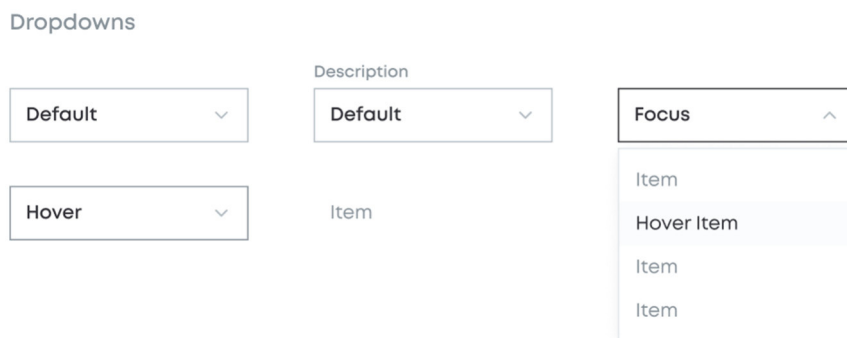 Dropdowns
Description
Default
Default
Focus
Item
Hover
Item
Hover Item
Item
Item